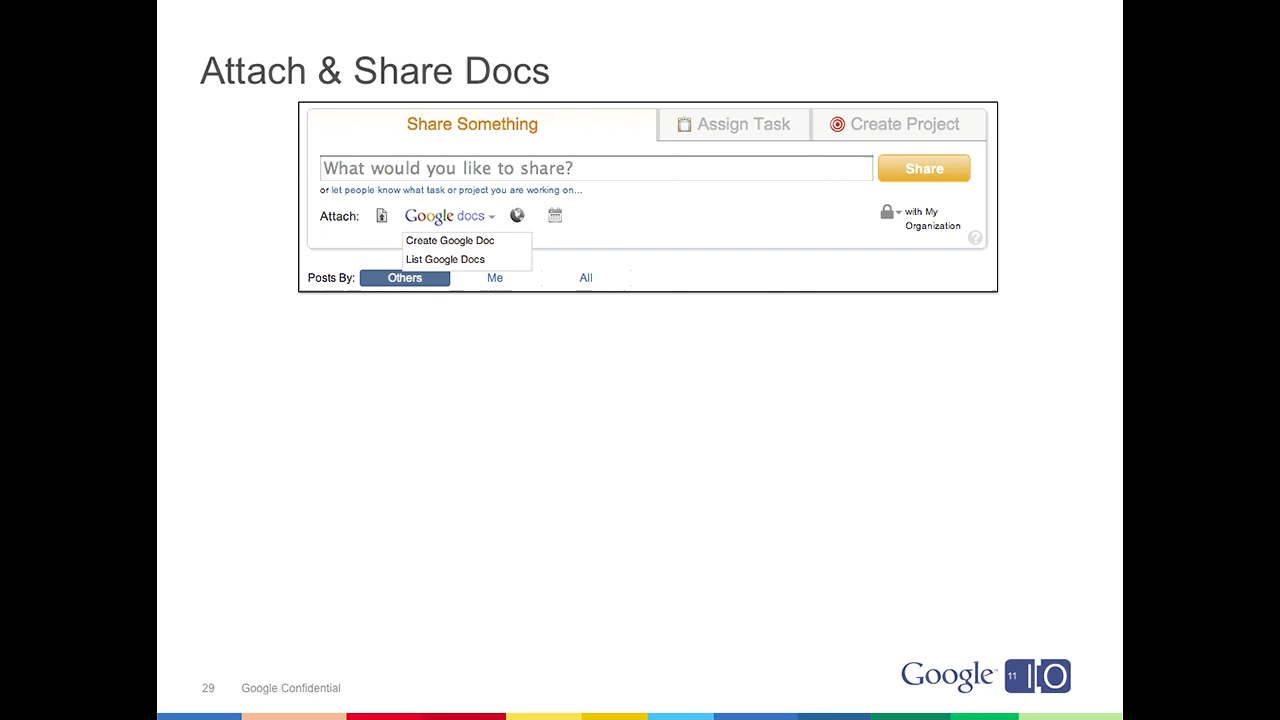 Attach & Share Docs
Share Something
Assign Task
Create Project
What would you like to share?
Share
or let people know what task or project you are working on...
Attach:
Google docs
with My
Organization
?
Create Google Doc
List Google Docs
Posts By:
Others
Me
All
29
Google Confidential
Google™
11
IO